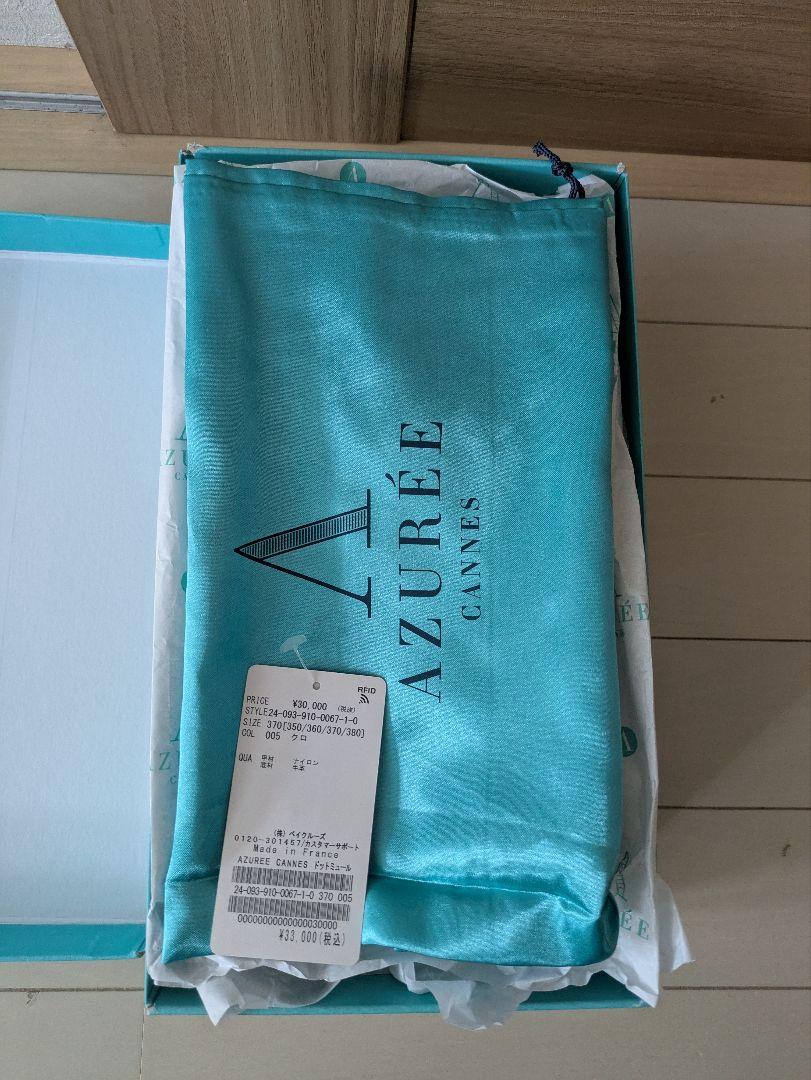 A
AZURÉE
CANNES
RFID
PRICE ¥30,000 (税抜)
STYLE24-093-910-0067-1-0
SIZE 370[350/360/370/380]
COL 005 クロ
QUA 甲材 ナイロン
底材 牛革
(株) ベイクルーズ
0120-301457/カスタマーサポート
Made in France
AZUREE CANNES ドットミュール
24-093-910-0067-1-0 370 005
0000000000000000030000
¥33,000(税込)
A